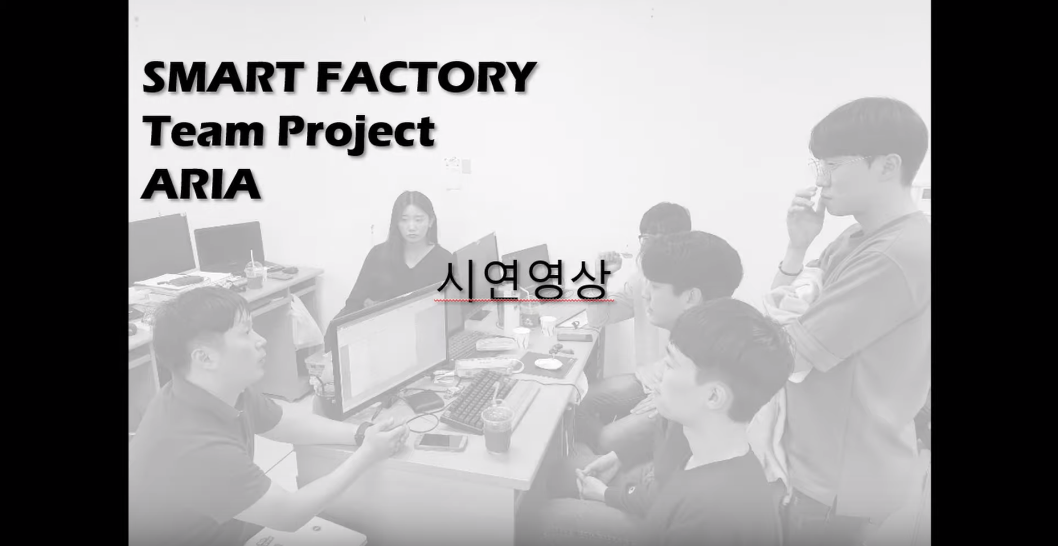 SMART FACTORY
Team Project
ARIA
시연영상